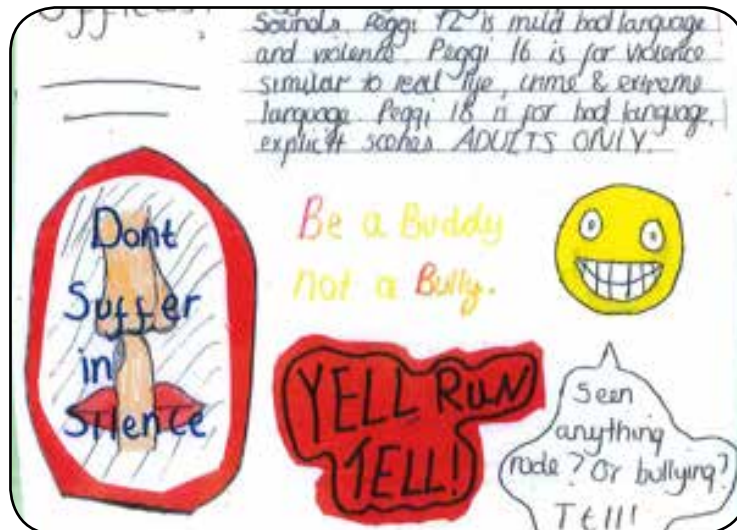 Sounds. Peggi 12 is mild bad language
and violence. Peggi 16 is for violence
similar to real life, crime & extreme
language. Peggi 18 is for bad language,
explicit scenes ADULTS ONLY.
Dont
Suffer
in
Silence
Be a Buddy
not a Bully.
YELL RUN
TELL!
Seen
anything
rude? Or bullying?
Tell!